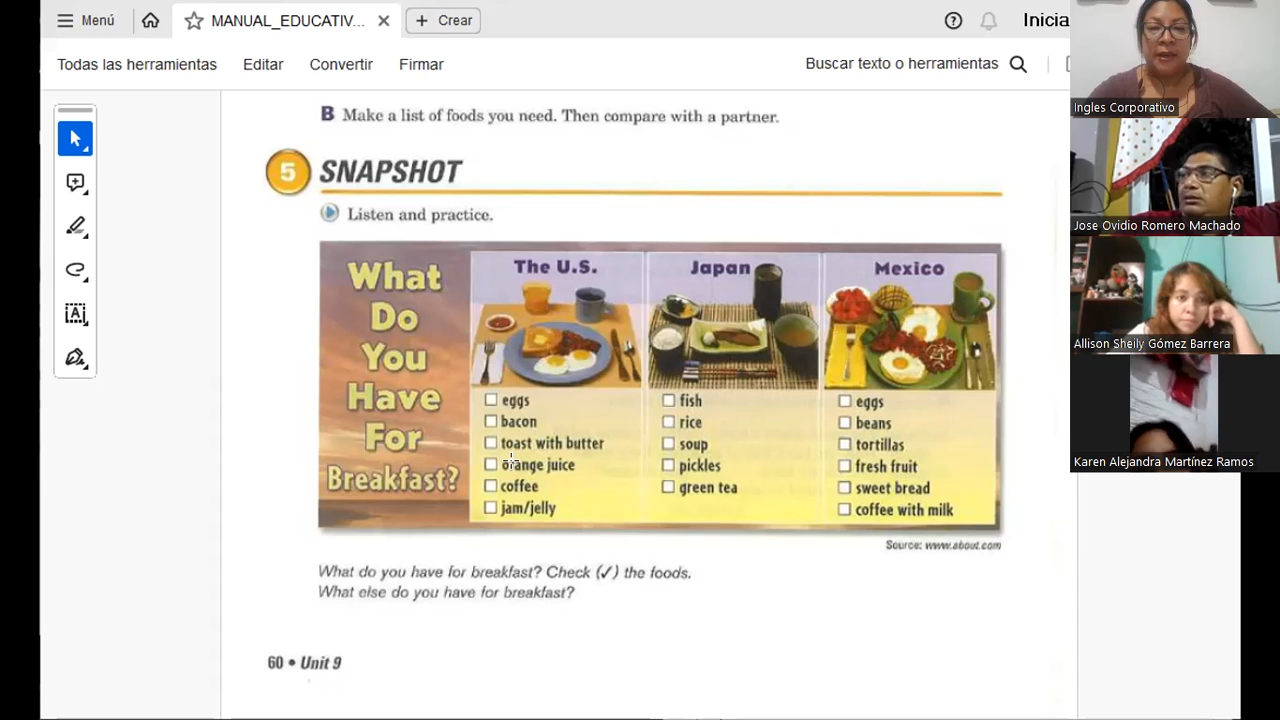 Menú
MANUAL_EDUCATIV...
Crear
Inicia
Todas las herramientas
Editar
Convertir
Firmar
Buscar texto o herramientas
B Make a list of foods you need. Then compare with a partner.
5 SNAPSHOT
Listen and practice.
What
Do
You
Have
For
Breakfast?
The U.S.
eggs
bacon
toast with butter
orange juice
coffee
jam/jelly
Japan
fish
rice
soup
pickles
green tea
Mexico
eggs
beans
tortillas
fresh fruit
sweet bread
coffee with milk
Source: www.about.com
What do you have for breakfast? Check (✓) the foods.
What else do you have for breakfast?
60 • Unit 9
Ingles Corporativo
Jose Ovidio Romero Machado
Allison Sheily Gómez Barrera
Karen Alejandra Martínez Ramos